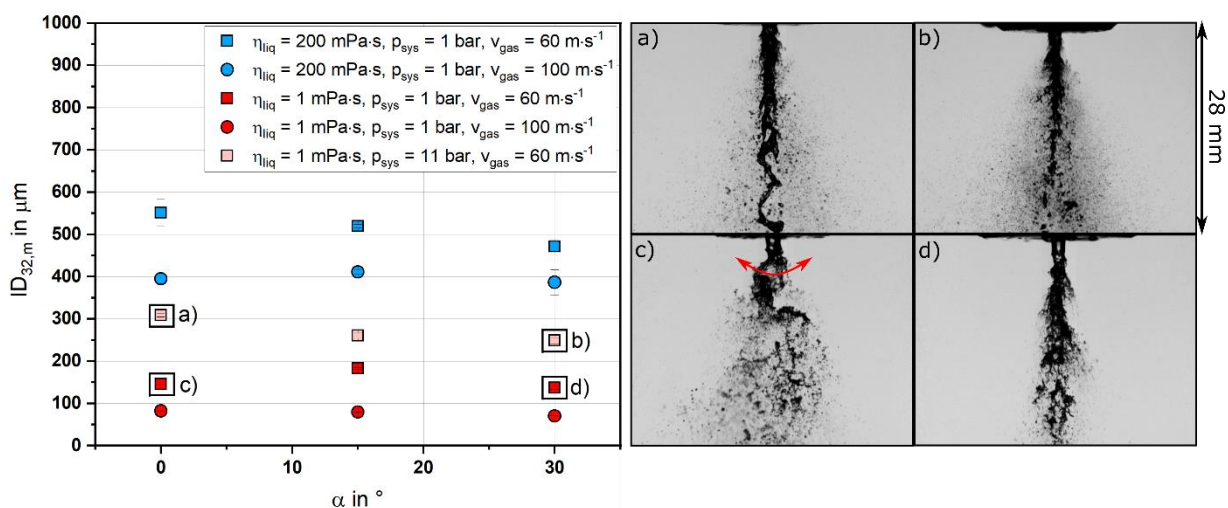 1000
900
800
700
600
500
400
300
200
100
0
ID32,m in μm
ηliq = 200 mPa·s, psys = 1 bar, vgas = 60 m·s-1
ηliq = 200 mPa·s, psys = 1 bar, vgas = 100 m·s-1
ηliq = 1 mPa·s, psys = 1 bar, vgas = 60 m·s-1
ηliq = 1 mPa·s, psys = 1 bar, vgas = 100 m·s-1
ηliq = 1 mPa·s, psys = 11 bar, vgas = 60 m·s-1
a)
b)
c)
d)
0
5
10
15
20
25
30
α in °
a)
b)
c)
d)
28 mm